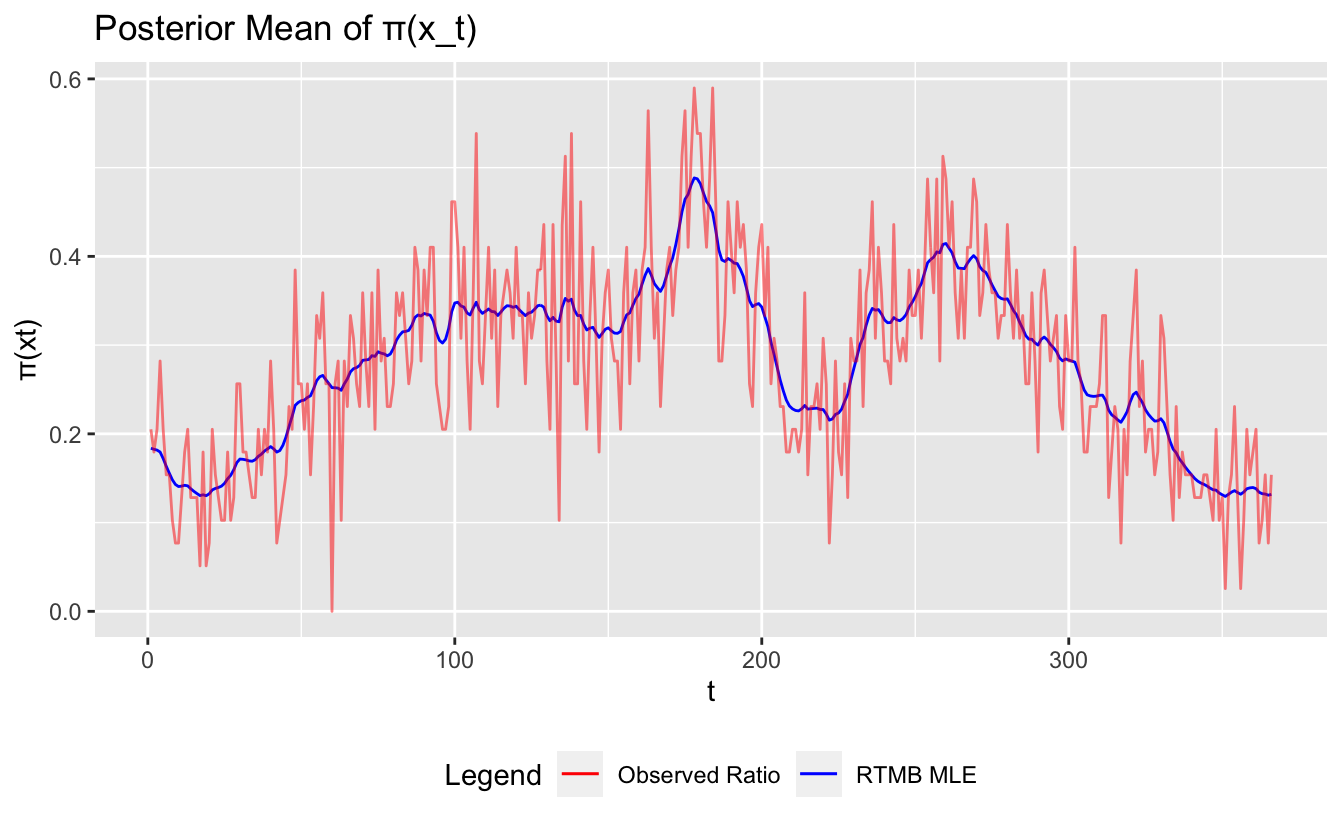 Posterior Mean of π(x_t)
0.6
0.4
0.2
0.0
π(xt)
0 100 200 300
t
Legend Observed Ratio RTMB MLE